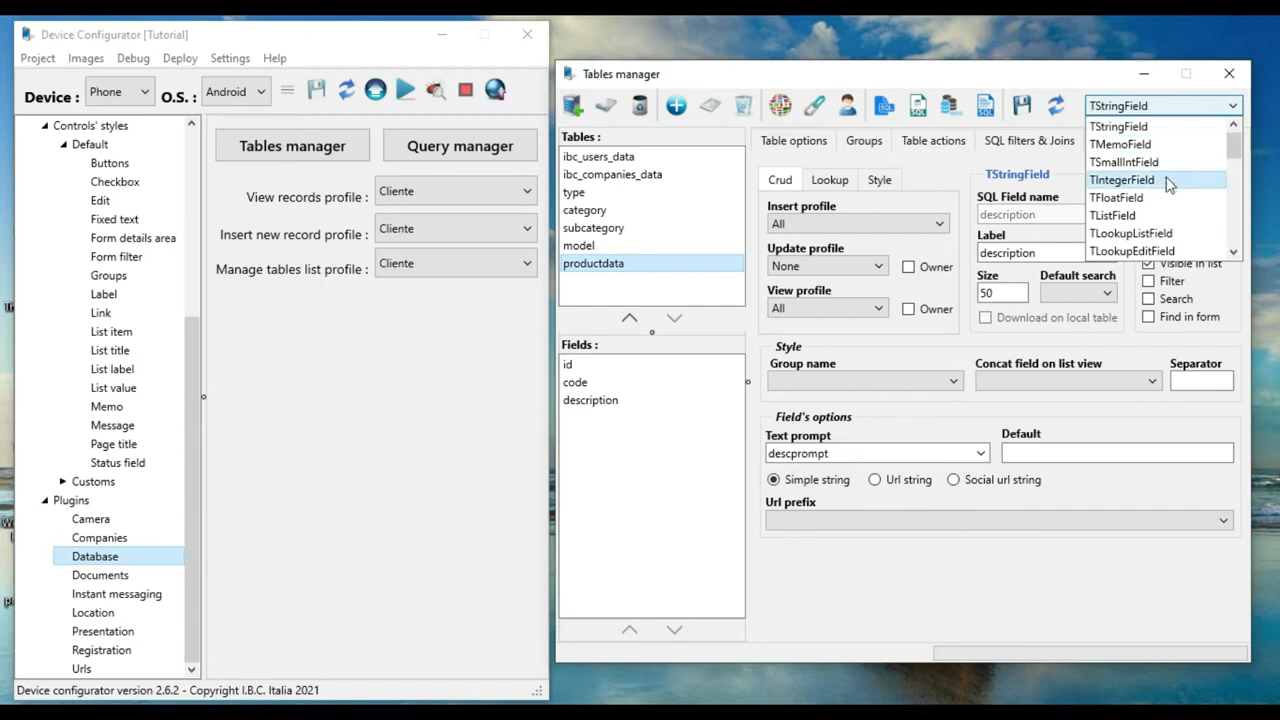 Device Configurator [Tutorial]
Project Images Debug Deploy Settings Help
Device : Phone O.S. : Android
Controls' styles
Default
Buttons
Checkbox
Edit
Fixed text
Form details area
Form header
Groups
Label
Link
List item
List title
List label
List value
Memo
Message
Page title
Status field
Customs
Plugins
Camera
Companies
Database
Documents
Instant messaging
Location
Presentation
Registration
Urls
Tables manager Query manager
View records profile : Cliente
Insert new record profile : Cliente
Manage tables list profile : Cliente
Device configurator version 2.6.2 - Copyright I.B.C. Italia 2021
Tables manager
SQL SQL SQL
TStringField
TStringField
TMemoField
TSmallIntField
TIntegerField
TFloatField
TListField
TLookupListField
TLookupEditField
Tables :
ibc_users_data
ibc_companies_data
type
category
subcategory
model
productdata
Fields :
id
code
description
Table options Groups Table actions SQL filters & Joins
Crud Lookup Style
Insert profile
All
Update profile
None Owner
View profile
All Owner
TStringField
SQL Field name
description
Label
description
Size Default search
50
Download on local table
Visible in list
Filter
Search
Find in form
Style
Group name Concat field on list view Separator
Field's options
Text prompt Default
descprompt
Simple string Url string Social url string
Url prefix